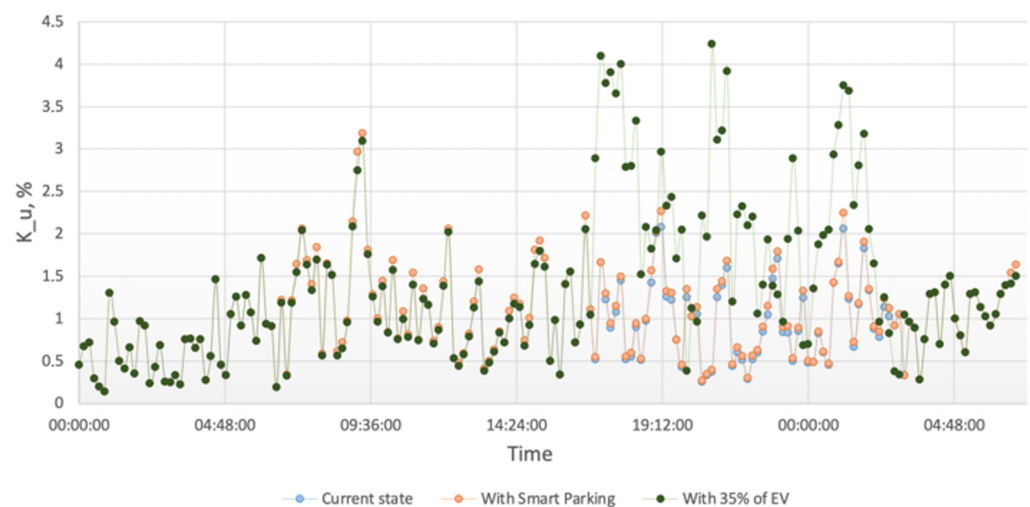 4.5
4
3.5
3
2.5
2
1.5
1
0.5
0
K_u, %
00:00:00 04:48:00 09:36:00 14:24:00 19:12:00 00:00:00 04:48:00
Time
Current state With Smart Parking With 35% of EV